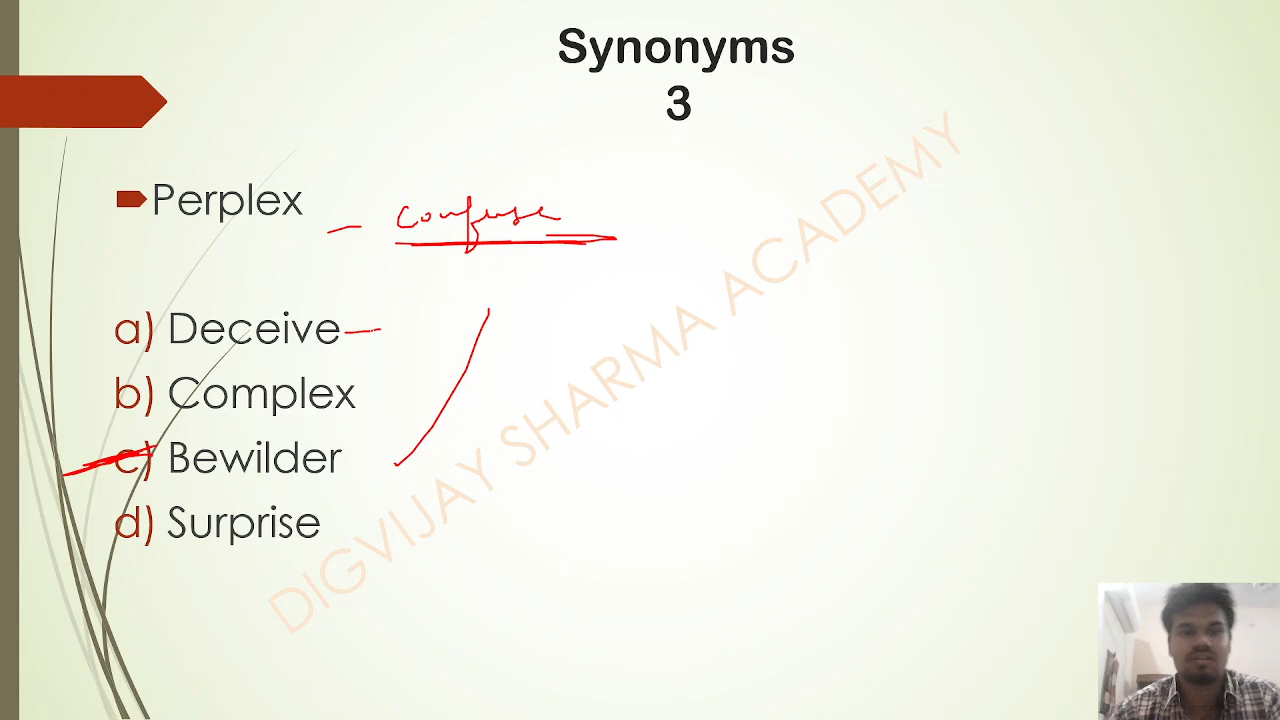 Synonyms
3
Perplex
confuse
a) Deceive
b) Complex
c) Bewilder
d) Surprise
DIGVIJAY SHARMA ACADEMY